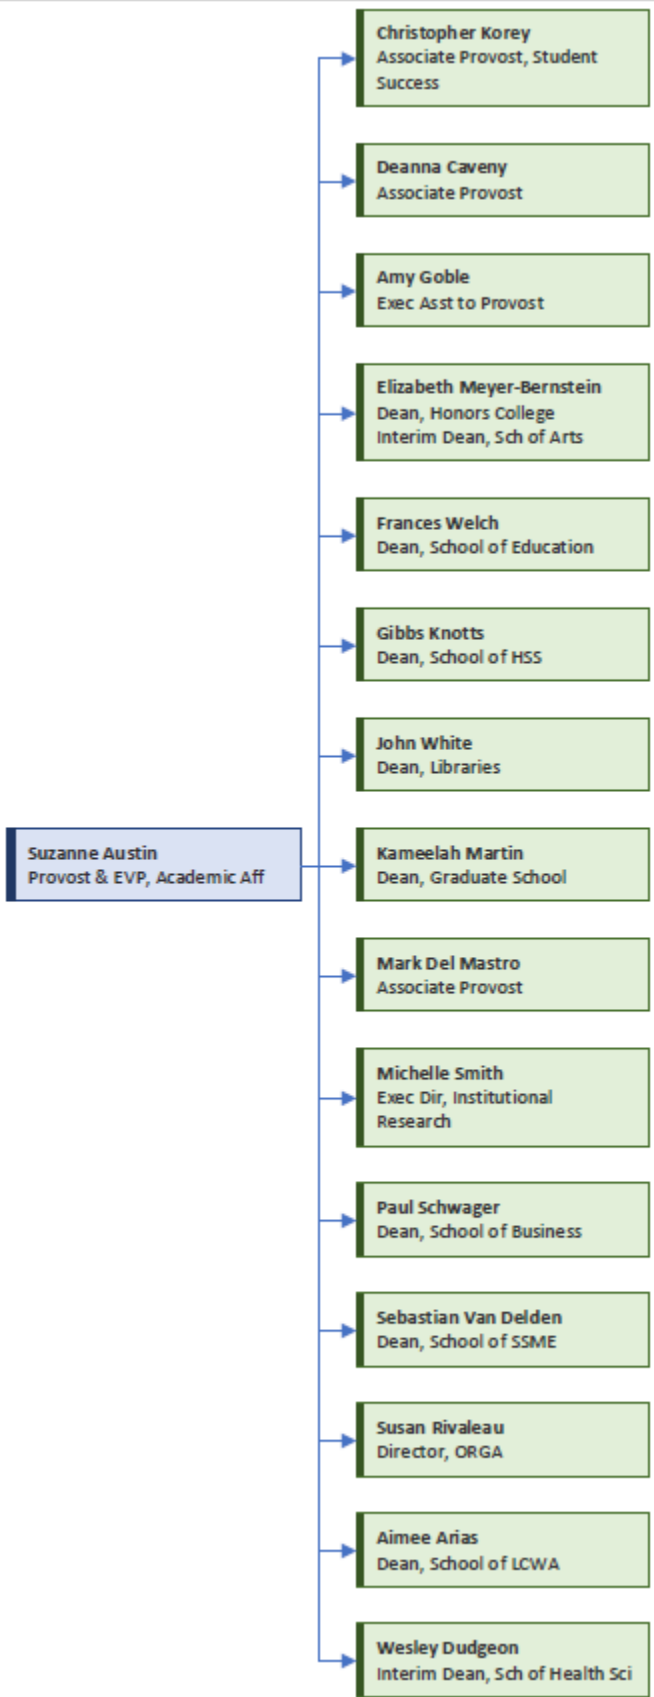 Christopher Korey
Associate Provost, Student
Success
Deanna Caveny
Associate Provost
Amy Goble
Exec Asst to Provost
Elizabeth Meyer-Bernstein
Dean, Honors College
Interim Dean, Sch of Arts
Frances Welch
Dean, School of Education
Gibbs Knotts
Dean, School of HSS
John White
Dean, Libraries
Suzanne Austin
Provost & EVP, Academic Aff
Kameelah Martin
Dean, Graduate School
Mark Del Mastro
Associate Provost
Michelle Smith
Exec Dir, Institutional
Research
Paul Schwager
Dean, School of Business
Sebastian Van Delden
Dean, School of SSME
Susan Rivaleau
Director, ORGA
Aimee Arias
Dean, School of LCWA
Wesley Dudgeon
Interim Dean, Sch of Health Sci